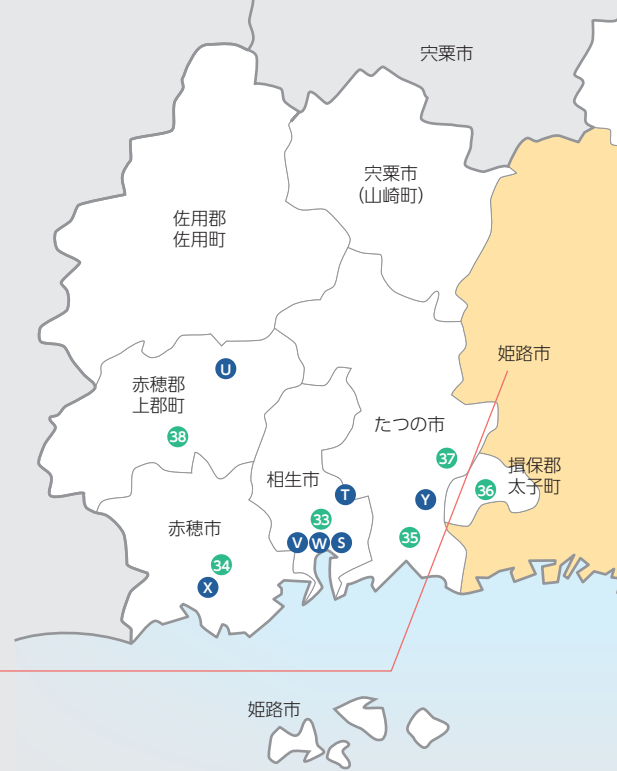 宍粟市
宍粟市
(山崎町)
佐用郡
佐用町
姫路市
U
赤穂郡
上郡町
38
たつの市
37
揖保郡
太子町
36
相生市
T
Y
33
V
W
S
35
赤穂市
34
X
姫路市